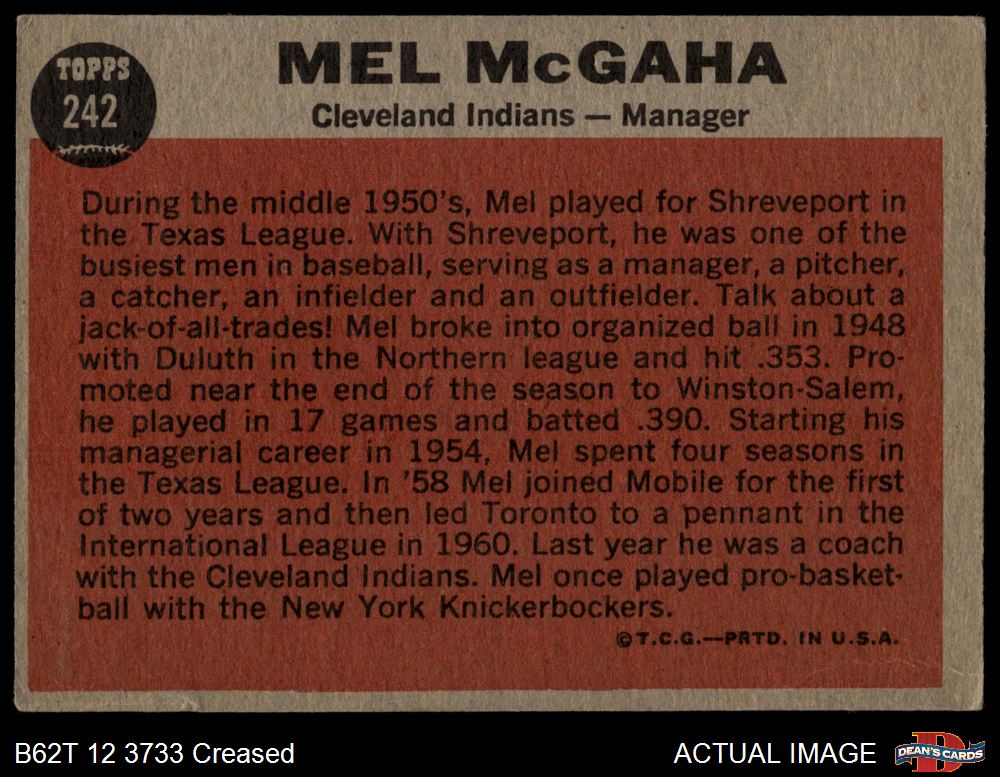 TOPPS
242
MEL McGAHA
Cleveland Indians — Manager
During the middle 1950's, Mel played for Shreveport in
the Texas League. With Shreveport, he was one of the
busiest men in baseball, serving as a manager, a pitcher,
a catcher, an infielder and an outfielder. Talk about a
jack-of-all-trades! Mel broke into organized ball in 1948
with Duluth in the Northern league and hit .353. Pro-
moted near the end of the season to Winston-Salem,
he played in 17 games and batted .390. Starting his
managerial career in 1954, Mel spent four seasons in
the Texas League. In '58 Mel joined Mobile for the first
of two years and then led Toronto to a pennant in the
International League in 1960. Last year he was a coach
with the Cleveland Indians. Mel once played pro-basket-
ball with the New York Knickerbockers.
©T.C.G.—PRTD. IN U.S.A.
B62T 12 3733 Creased
ACTUAL IMAGE
DEAN'S CARDS